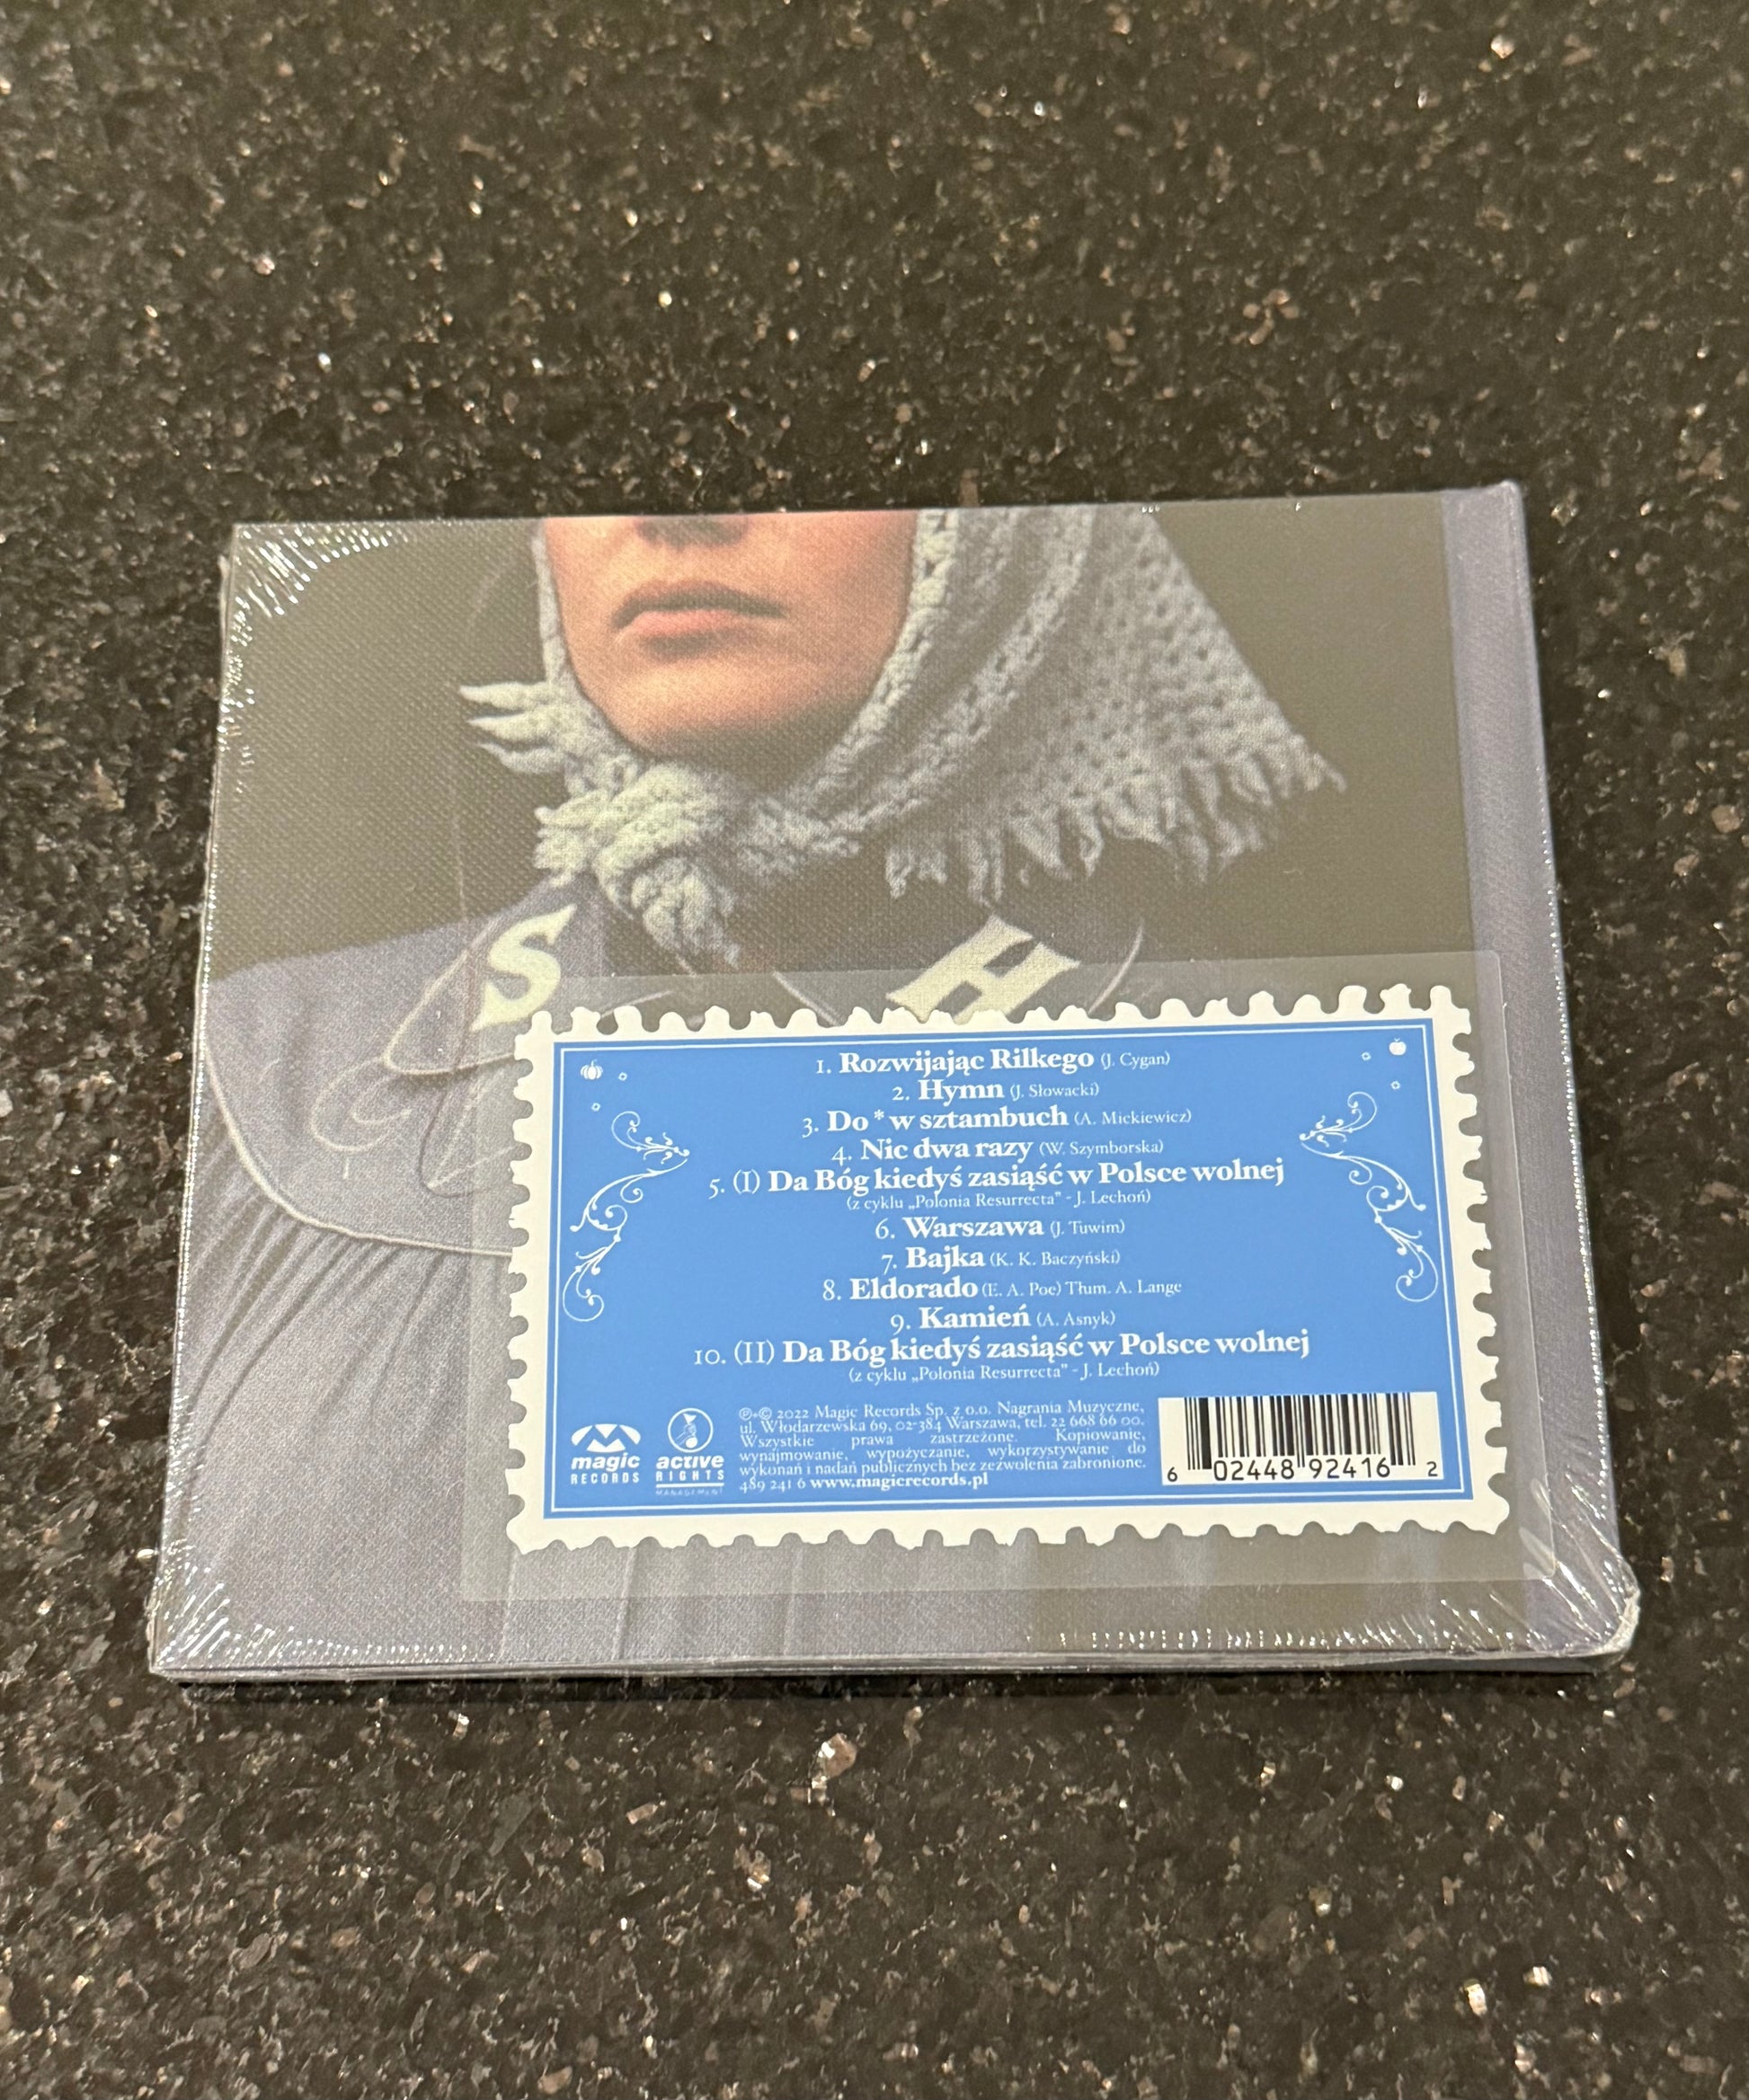 S
H
1. Rozwijając Rilkego (J. Cygan)
2. Hymn (J. Słowacki)
3. Do * w sztambuch (A. Mickiewicz)
4. Nic dwa razy (W. Szymborska)
5. (I) Da Bóg kiedyś zasiąść w Polsce wolnej
(z cyklu „Polonia Resurrecta" - J. Lechoń)
6. Warszawa (J. Tuwim)
7. Bajka (K. K. Baczyński)
8. Eldorado (E. A. Poe) Tłum. A. Lange
9. Kamień (A. Asnyk)
10. (II) Da Bóg kiedyś zasiąść w Polsce wolnej
(z cyklu „Polonia Resurrecta" - J. Lechoń)
magic
RECORDS
active
RIGHTS
MANAGEMENT
℗+© 2022 Magic Records Sp. z o.o. Nagrania Muzyczne,
ul. Włodarzewska 69, 02-384 Warszawa, tel. 22 668 66 00.
Wszystkie prawa zastrzeżone. Kopiowanie,
wynajmowanie, wypożyczanie, wykorzystywanie do
wykonań i nadań publicznych bez zezwolenia zabronione.
489 241 6 www.magicrecords.pl
6 02448 92416 2